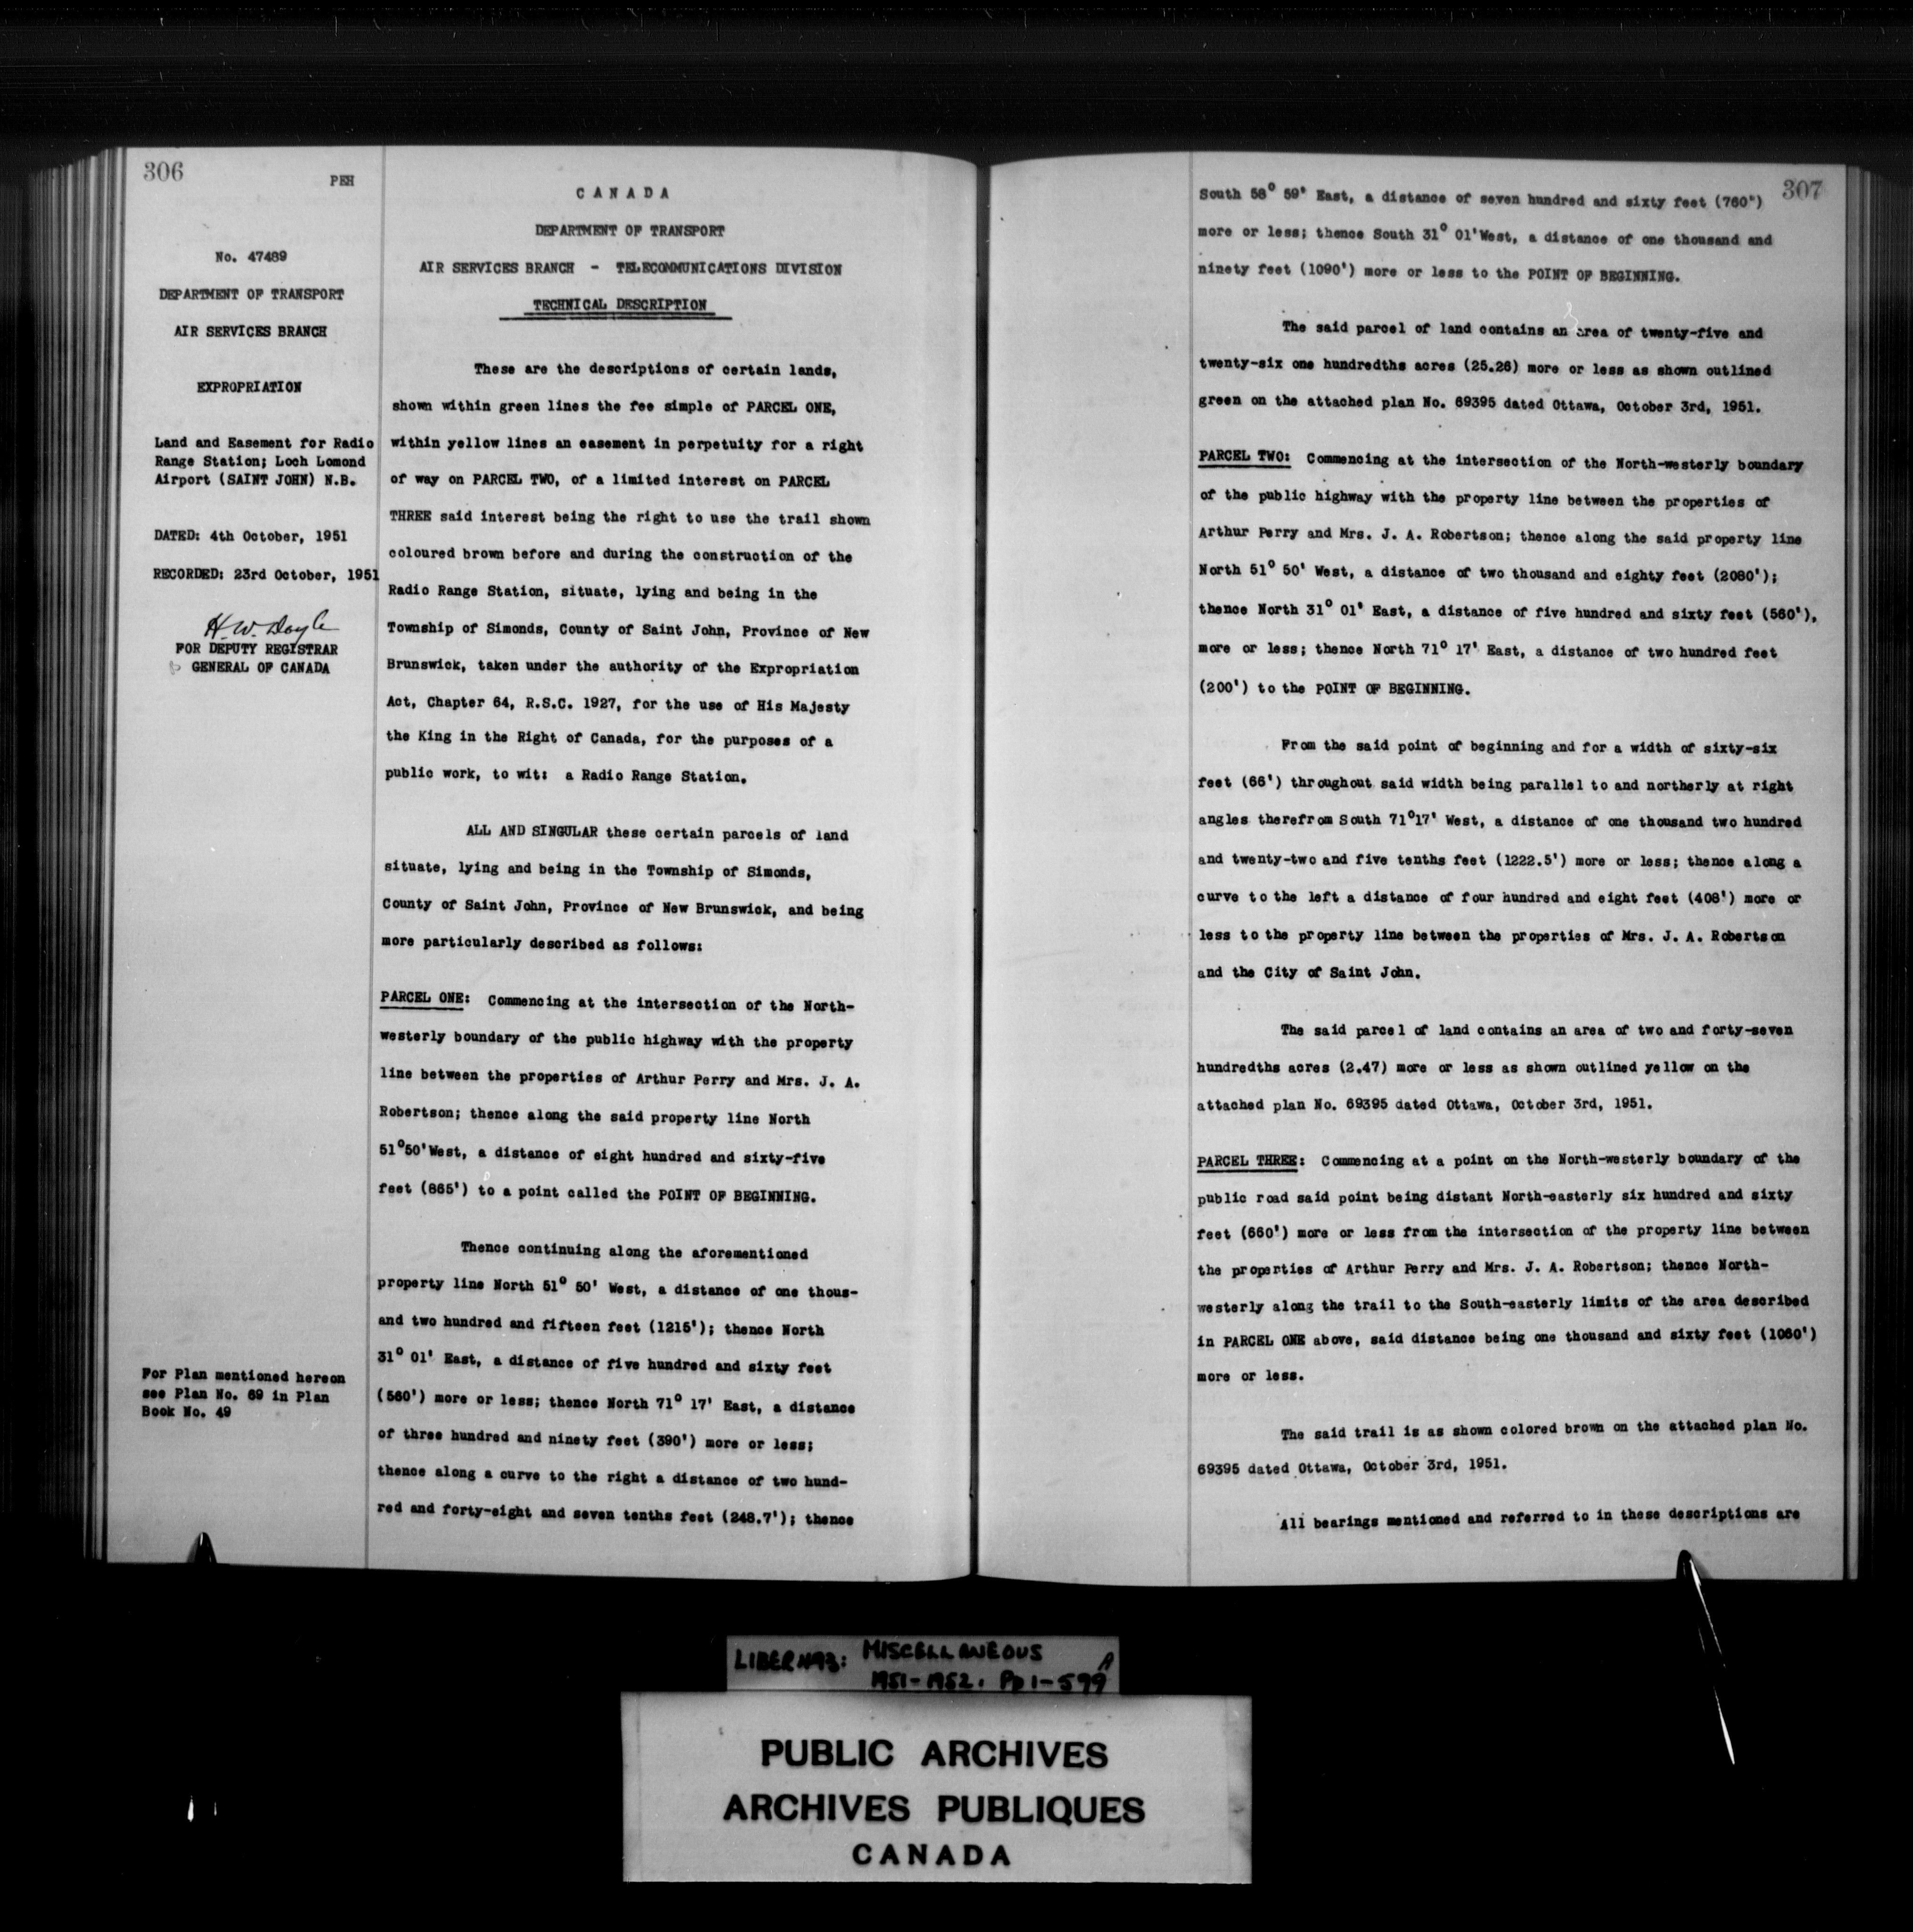 306
PEH
No. 47489
DEPARTMENT OF TRANSPORT
AIR SERVICES BRANCH
EXPROPRIATION
Land and Easement for Radio
Range Station; Loch Lomond
Airport (SAINT JOHN) N.B.
DATED: 4th October, 1951
RECORDED: 23rd October, 1951
H. W. Doyle
FOR DEPUTY REGISTRAR
GENERAL OF CANADA
For Plan mentioned hereon
see Plan No. 69 in Plan
Book No. 49
C A N A D A
DEPARTMENT OF TRANSPORT
AIR SERVICES BRANCH - TELECOMMUNICATIONS DIVISION
TECHNICAL DESCRIPTION
These are the descriptions of certain lands,
shown within green lines the fee simple of PARCEL ONE,
within yellow lines an easement in perpetuity for a right
of way on PARCEL TWO, of a limited interest on PARCEL
THREE said interest being the right to use the trail shown
coloured brown before and during the construction of the
Radio Range Station, situate, lying and being in the
Township of Simonds, County of Saint John, Province of New
Brunswick, taken under the authority of the Expropriation
Act, Chapter 64, R.S.C. 1927, for the use of His Majesty
the King in the Right of Canada, for the purposes of a
public work, to wit: a Radio Range Station.
ALL AND SINGULAR these certain parcels of land
situate, lying and being in the Township of Simonds,
County of Saint John, Province of New Brunswick, and being
more particularly described as follows:
PARCEL ONE: Commencing at the intersection of the North-
westerly boundary of the public highway with the property
line between the properties of Arthur Perry and Mrs. J. A.
Robertson; thence along the said property line North
51°50' West, a distance of eight hundred and sixty-five
feet (865') to a point called the POINT OF BEGINNING.
Thence continuing along the aforementioned
property line North 51° 50' West, a distance of one thous-
and two hundred and fifteen feet (1215'); thence North
31° 01' East, a distance of five hundred and sixty feet
(560') more or less; thence North 71° 17' East, a distance
of three hundred and ninety feet (390') more or less;
thence along a curve to the right a distance of two hund-
red and forty-eight and seven tenths feet (248.7'); thence
307
South 58° 59' East, a distance of seven hundred and sixty feet (760')
more or less; thence South 31° 01' West, a distance of one thousand and
ninety feet (1090') more or less to the POINT OF BEGINNING.
The said parcel of land contains an area of twenty-five and
twenty-six one hundredths acres (25.26) more or less as shown outlined
green on the attached plan No. 69395 dated Ottawa, October 3rd, 1951.
PARCEL TWO: Commencing at the intersection of the North-westerly boundary
of the public highway with the property line between the properties of
Arthur Perry and Mrs. J. A. Robertson; thence along the said property line
North 51° 50' West, a distance of two thousand and eighty feet (2080');
thence North 31° 01' East, a distance of five hundred and sixty feet (560'),
more or less; thence North 71° 17' East, a distance of two hundred feet
(200') to the POINT OF BEGINNING.
From the said point of beginning and for a width of sixty-six
feet (66') throughout said width being parallel to and northerly at right
angles therefrom South 71°17' West, a distance of one thousand two hundred
and twenty-two and five tenths feet (1222.5') more or less; thence along a
curve to the left a distance of four hundred and eight feet (408') more or
less to the property line between the properties of Mrs. J. A. Robertson
and the City of Saint John.
The said parcel of land contains an area of two and forty-seven
hundredths acres (2.47) more or less as shown outlined yellow on the
attached plan No. 69395 dated Ottawa, October 3rd, 1951.
PARCEL THREE: Commencing at a point on the North-westerly boundary of the
public road said point being distant North-easterly six hundred and sixty
feet (660') more or less from the intersection of the property line between
the properties of Arthur Perry and Mrs. J. A. Robertson; thence North-
westerly along the trail to the South-easterly limits of the area described
in PARCEL ONE above, said distance being one thousand and sixty feet (1060')
more or less.
The said trail is as shown colored brown on the attached plan No.
69395 dated Ottawa, October 3rd, 1951.
All bearings mentioned and referred to in these descriptions are
LIBER 493: MISCELLANEOUS A
1951-1952. Pp 1-599
PUBLIC ARCHIVES
ARCHIVES PUBLIQUES
CANADA